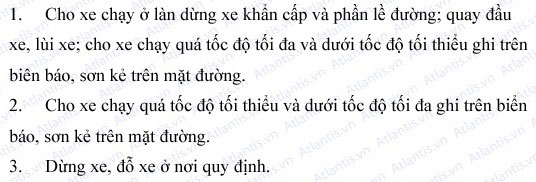 1. Cho xe chạy ở làn dừng xe khẩn cấp và phần lề đường; quay đầu
xe, lùi xe; cho xe chạy quá tốc độ tối đa và dưới tốc độ tối thiểu ghi trên
biên báo, sơn kẻ trên mặt đường.
2. Cho xe chạy quá tốc độ tối thiểu và dưới tốc độ tối đa ghi trên biển
báo, sơn kẻ trên mặt đường.
3. Dừng xe, đỗ xe ở nơi quy định.